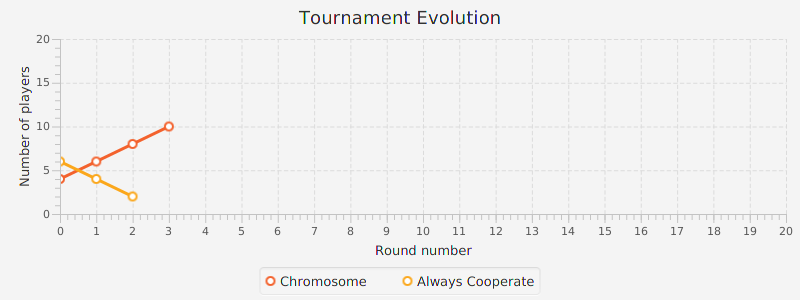 Tournament Evolution
Number of players
20
15
10
5
0
0 1 2 3 4 5 6 7 8 9 10 11 12 13 14 15 16 17 18 19 20
Round number
Chromosome Always Cooperate